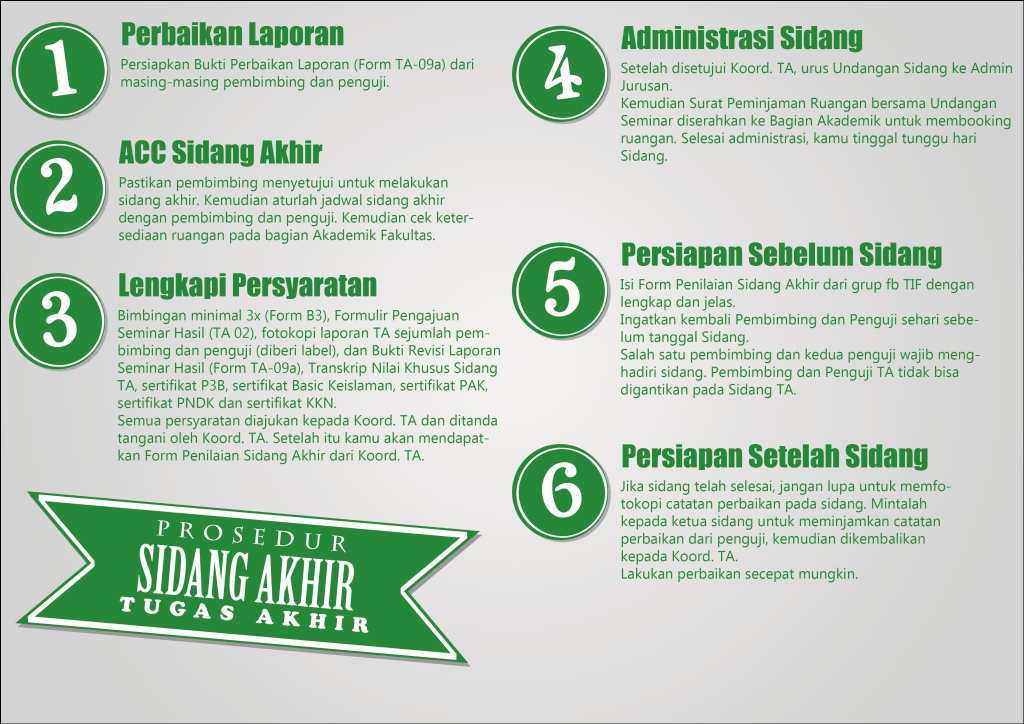 1
Perbaikan Laporan
Persiapkan Bukti Perbaikan Laporan (Form TA-09a) dari
masing-masing pembimbing dan penguji.
2
ACC Sidang Akhir
Pastikan pembimbing menyetujui untuk melakukan
sidang akhir. Kemudian aturlah jadwal sidang akhir
dengan pembimbing dan penguji. Kemudian cek keter-
sediaan ruangan pada bagian Akademik Fakultas.
3
Lengkapi Persyaratan
Bimbingan minimal 3x (Form B3), Formulir Pengajuan
Seminar Hasil (TA 02), fotokopi laporan TA sejumlah pem-
bimbing dan penguji (diberi label), dan Bukti Revisi Laporan
Seminar Hasil (Form TA-09a), Transkrip Nilai Khusus Sidang
TA, sertifikat P3B, sertifikat Basic Keislaman, sertifikat PAK,
sertifikat PNDK dan sertifikat KKN.
Semua persyaratan diajukan kepada Koord. TA dan ditanda
tangani oleh Koord. TA. Setelah itu kamu akan mendapat-
kan Form Penilaian Sidang Akhir dari Koord. TA.
PROSEDUR
SIDANG AKHIR
TUGAS AKHIR
4
Administrasi Sidang
Setelah disetujui Koord. TA, urus Undangan Sidang ke Admin
Jurusan.
Kemudian Surat Peminjaman Ruangan bersama Undangan
Seminar diserahkan ke Bagian Akademik untuk membooking
ruangan. Selesai administrasi, kamu tinggal tunggu hari
Sidang.
5
Persiapan Sebelum Sidang
Isi Form Penilaian Sidang Akhir dari grup fb TIF dengan
lengkap dan jelas.
Ingatkan kembali Pembimbing dan Penguji sehari sebe-
lum tanggal Sidang.
Salah satu pembimbing dan kedua penguji wajib meng-
hadiri sidang. Pembimbing dan Penguji TA tidak bisa
digantikan pada Sidang TA.
6
Persiapan Setelah Sidang
Jika sidang telah selesai, jangan lupa untuk memfo-
tokopi catatan perbaikan pada sidang. Mintalah
kepada ketua sidang untuk meminjamkan catatan
perbaikan dari penguji, kemudian dikembalikan
kepada Koord. TA.
Lakukan perbaikan secepat mungkin.